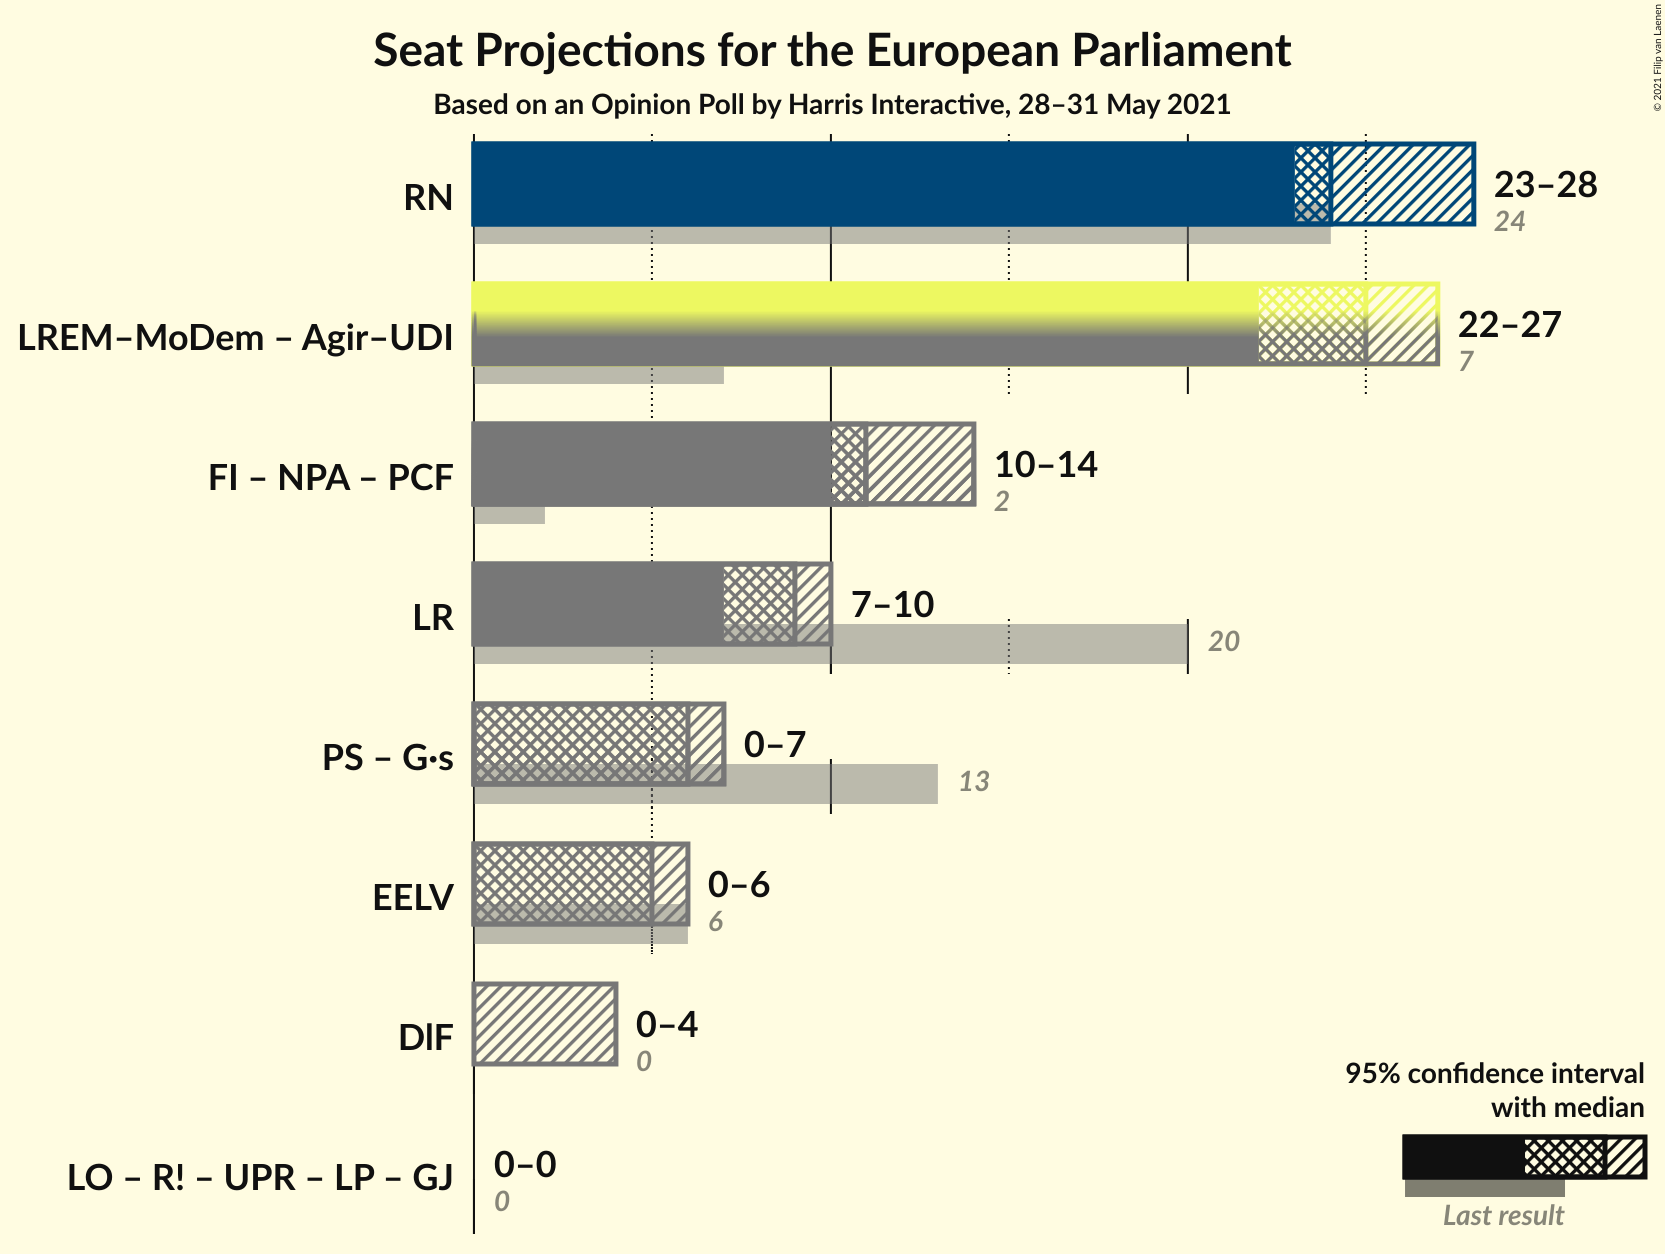 Seat Projections for the European Parliament
Based on an Opinion Poll by Harris Interactive, 28–31 May 2021
© 2021 Filip van Laenen
RN
23–28
24
LREM–MoDem – Agir–UDI
22–27
7
FI – NPA – PCF
10–14
2
LR
7–10
20
PS – G·s
0–7
13
EELV
0–6
6
DlF
0–4
0
LO – R! – UPR – LP – GJ
0–0
0
95% confidence interval
with median
Last result